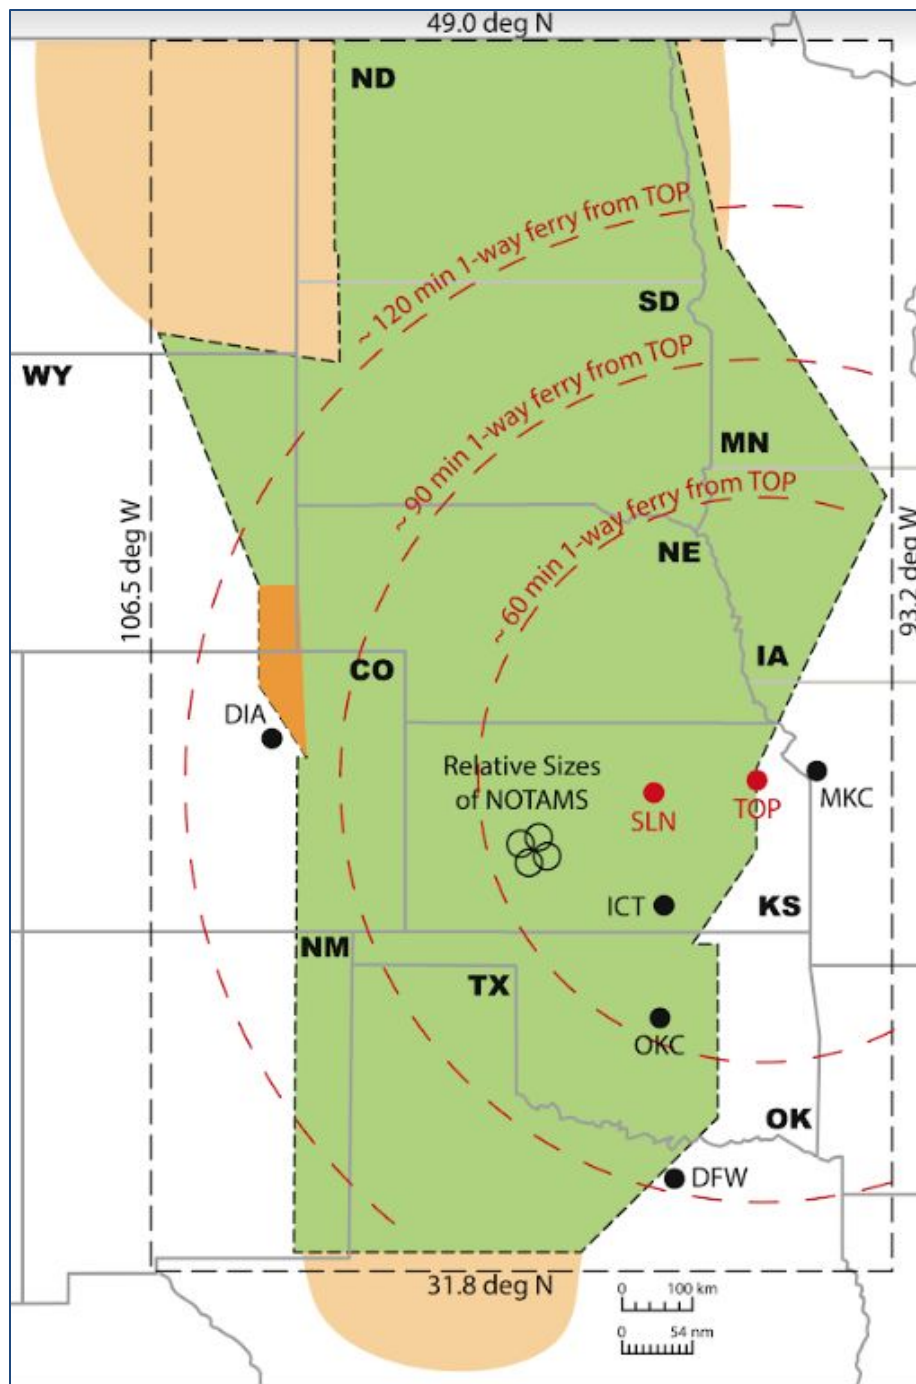 49.0 deg N
ND
~ 120 min 1-way ferry from TOP
SD
WY
~ 90 min 1-way ferry from TOP
MN
~ 60 min 1-way ferry from TOP
NE
106.5 deg W
93.2 deg W
IA
CO
DIA
Relative Sizes
of NOTAMS
SLN
TOP
MKC
ICT
KS
NM
TX
OKC
OK
DFW
31.8 deg N
0 100 km
0 54 nm